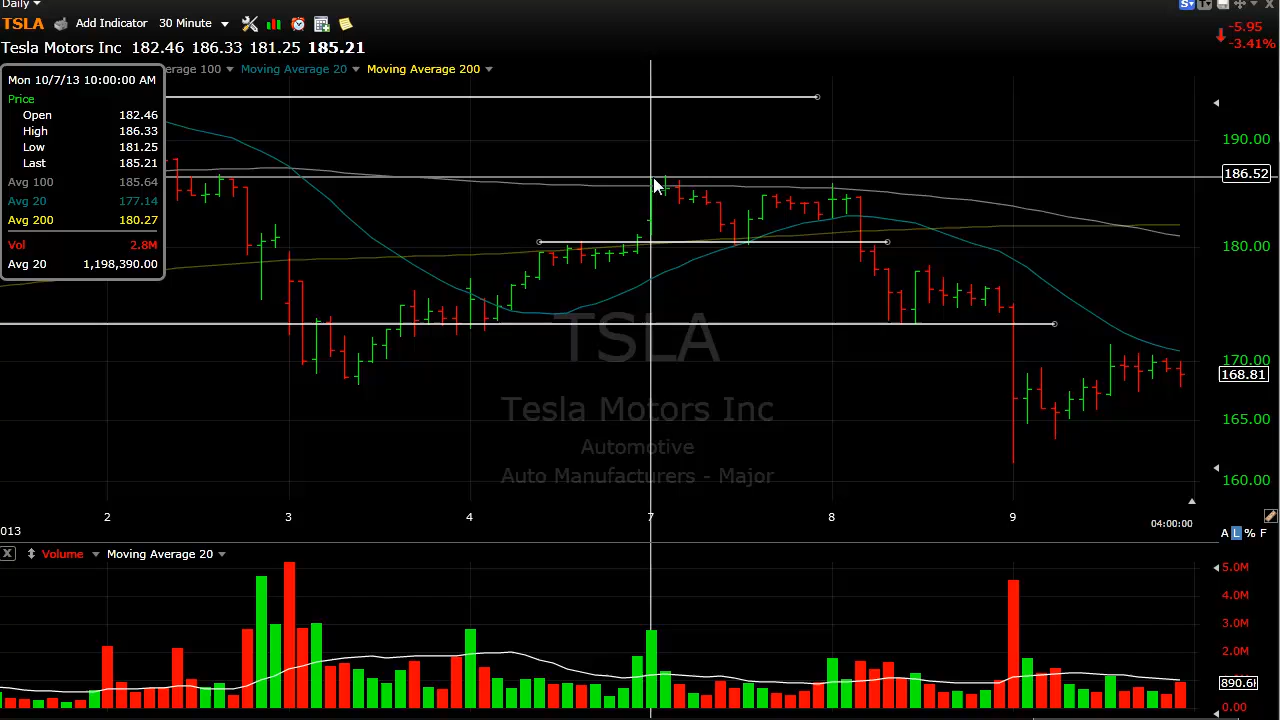 Daily
TSLA Add Indicator 30 Minute
-5.95
-3.41%
Tesla Motors Inc 182.46 186.33 181.25 185.21
erage 100 Moving Average 20 Moving Average 200
Mon 10/7/13 10:00:00 AM
Price
Open 182.46
High 186.33
Low 181.25
Last 185.21
Avg 100 185.64
Avg 20 177.14
Avg 200 180.27
Vol 2.8M
Avg 20 1,198,390.00
190.00
186.52
180.00
170.00
168.81
165.00
160.00
TSLA
Tesla Motors Inc
Automotive
Auto Manufacturers - Major
2 3 4 7 8 9
04:00:00
013
A L % F
X Volume Moving Average 20
5.0M
4.0M
3.0M
2.0M
890.6
0.00